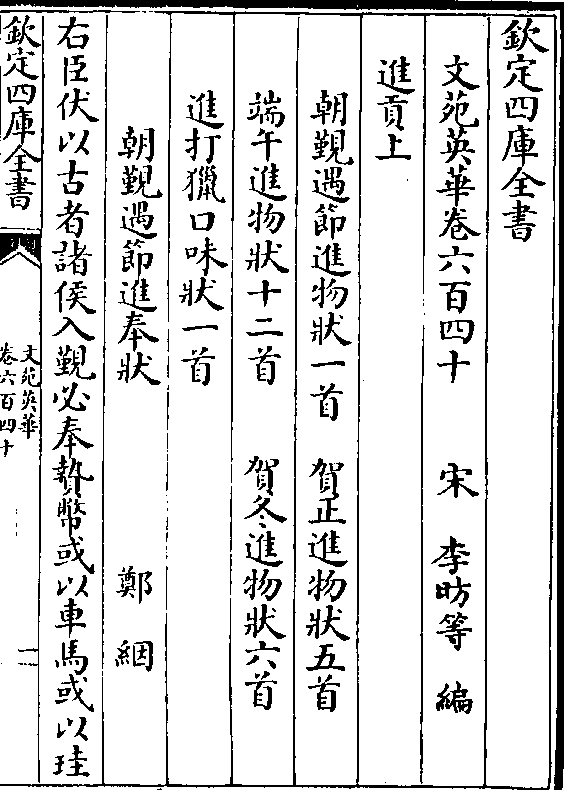 欽定四庫全書
文苑英華卷六百四十　宋　李昉等　編
進貢上
朝覲遇節進物狀一首　賀正進物狀五首
端午進物狀十二首　賀冬進物狀六首
進打獵口味狀一首
朝覲遇節進奉狀　鄭絪
右臣伏以古者諸侯入覲必奉贄幣或以車馬或以珪
欽定四庫全書
文苑英華
卷六百四十
一